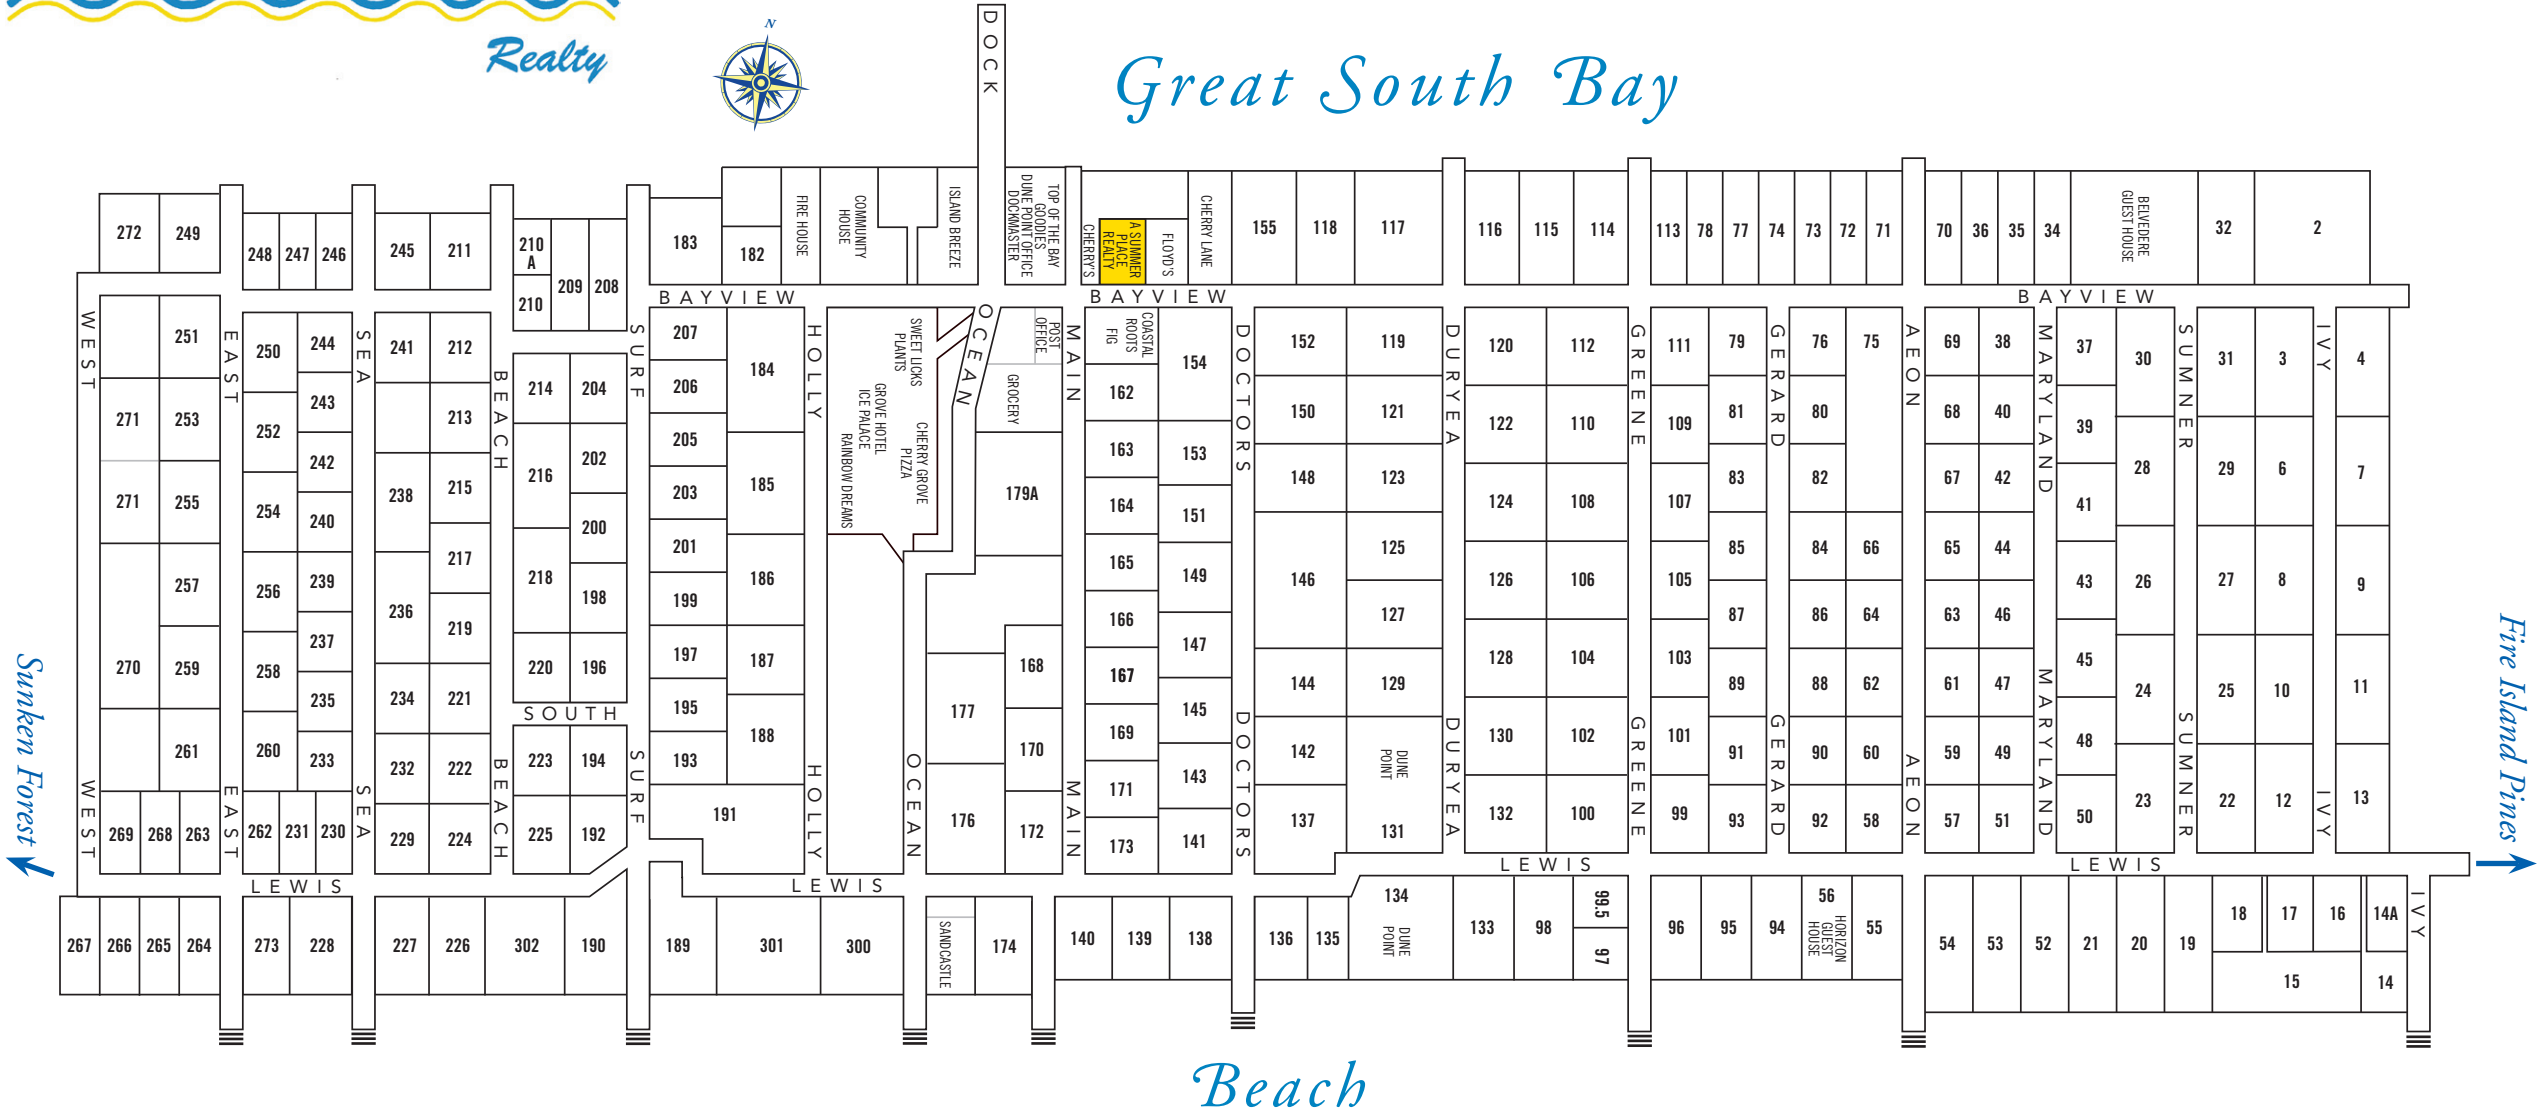 Realty
N
DOCK
Great South Bay
272 249
248 247 246
245 211
210 A
210
209 208
183
182
FIRE HOUSE
COMMUNITY HOUSE
ISLAND BREEZE
TOP OF THE BAY
GOODIES
DUNE POINT OFFICE
DOCKMASTER
CHERRY'S
A SUMMER PLACE REALTY
FLOYD'S
CHERRY LANE
155 118 117
116 115 114
113 78 77 74 73 72 71
70 36 35 34
BELVEDERE GUEST HOUSE
32 2
BAYVIEW
BAYVIEW
BAYVIEW
WEST
251
271 253
271 255
257
270 259
261
269 268 263
WEST
EAST
250 244
243
252
242
254 240
256 239
237
258
235
260 233
262 231 230
EAST
SEA
241 212
213
238 215
217
236
219
234 221
232 222
229 224
SEA
BEACH
214 204
216 202
200
218
198
220 196
SOUTH
223 194
225 192
BEACH
SURF
207
206
205
203
201
199
197
195
193
191
184
185
186
187
188
SURF
HOLLY
HOLLY
SWEET LICKS
PLANTS
GROVE HOTEL
ICE PALACE
CHERRY GROVE PIZZA
RAINBOW DREAMS
OCEAN
OCEAN
POST OFFICE
GROCERY
179A
168
177
170
176
172
MAIN
MAIN
COASTAL ROOTS
FIG
154
162
163 153
164 151
165 149
166
147
167
145
169
143
171
173 141
DOCTORS
DOCTORS
152 119
150 121
148 123
125
146
127
144 129
142
DUNE POINT
137
131
DURYEA
DURYEA
120 112
122 110
124 108
126 106
128 104
130 102
132 100
GREENE
GREENE
111 79
109 81
83
107
85
105
87
103
89
101
91
99 93
GERARD
GERARD
76 75
80
82
84 66
86 64
88 62
90 60
92 58
AEON
AEON
69 38
68 40
67 42
65 44
63 46
61 47
59 49
57 51
MARYLAND
MARYLAND
37
30
39
28
41
43 26
45
24
48
50 23
SUMNER
SUMNER
31 3
29 6
27 8
25 10
22 12
IVY
IVY
4
7
9
11
13
LEWIS
LEWIS
LEWIS
LEWIS
267 266 265 264
273 228
227 226 302 190
189 301 300
SANDCASTLE
174
140 139 138
136 135
134
DUNE POINT
133 98
99.5
97
96 95 94
56
HORIZON GUEST HOUSE
55
54 53 52 21 20 19
18 17 16 14A
15 14
IVY
Sunken Forest
Fire Island Pines
Beach